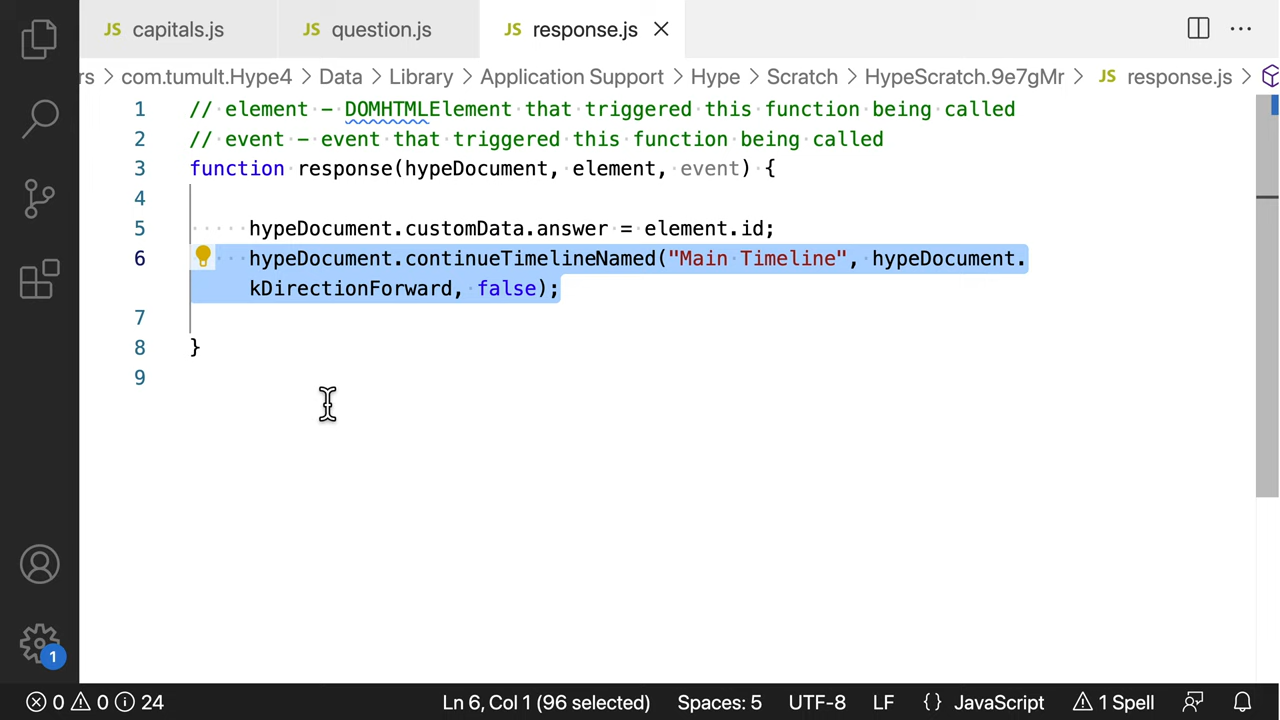 JS capitals.js JS question.js JS response.js
rs > com.tumult.Hype4 > Data > Library > Application Support > Hype > Scratch > HypeScratch.9e7gMr > JS response.js >
1 // element - DOMHTMLElement that triggered this function being called
2 // event - event that triggered this function being called
3 function response(hypeDocument, element, event) {
4
5 hypeDocument.customData.answer = element.id;
6 hypeDocument.continueTimelineNamed("Main Timeline", hypeDocument.
kDirectionForward, false);
7
8 }
9
1
0 0 24 Ln 6, Col 1 (96 selected) Spaces: 5 UTF-8 LF {} JavaScript 1 Spell